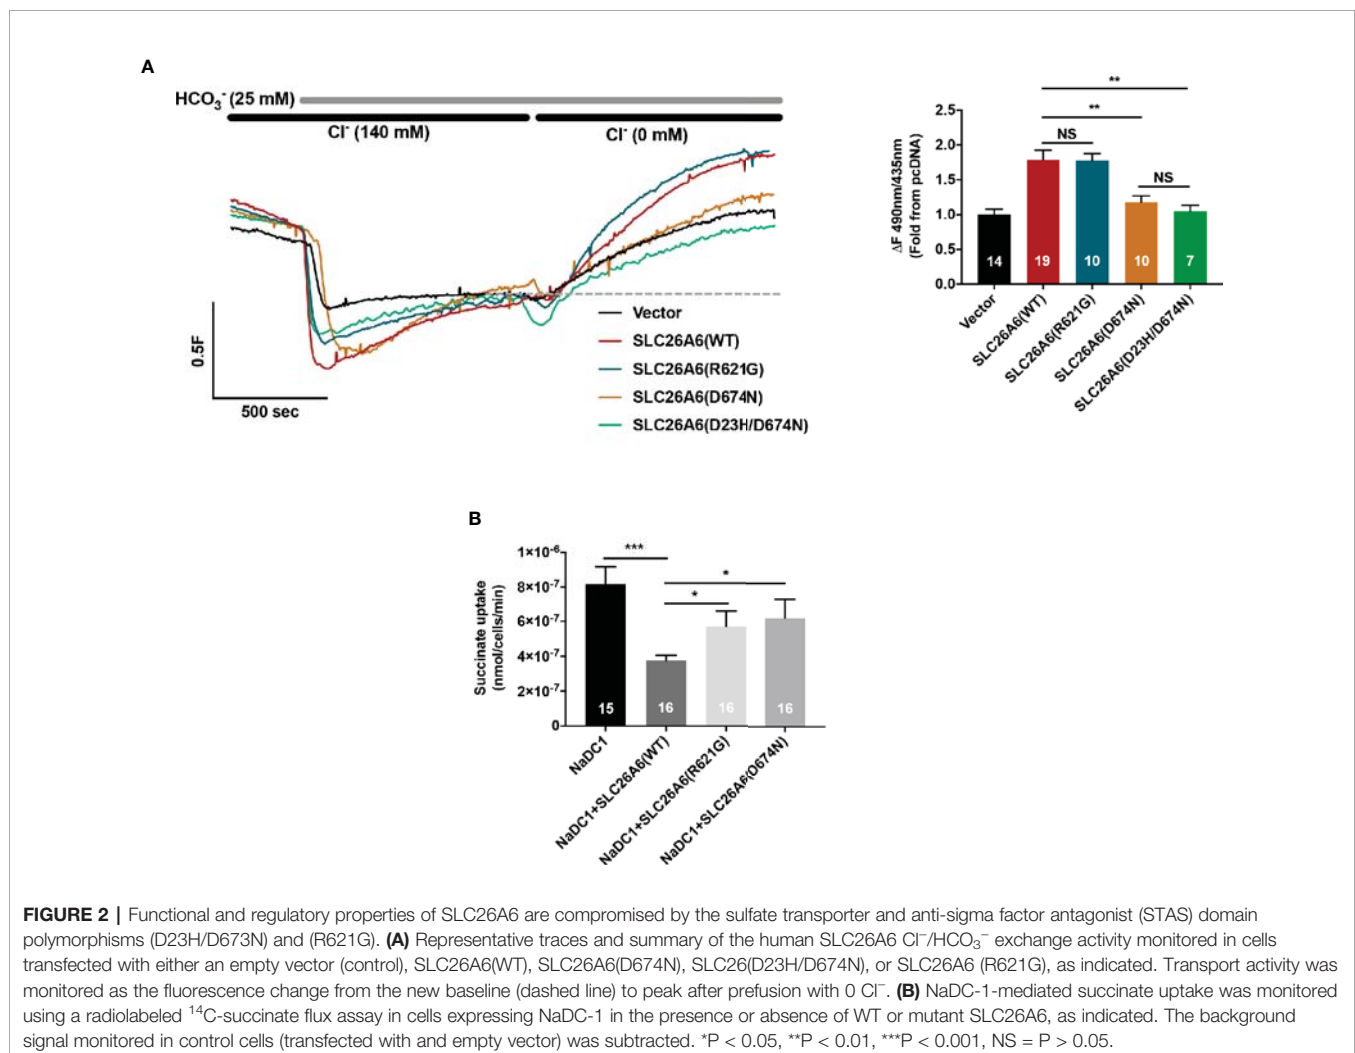 A
HCO3- (25 mM)
Cl- (140 mM)
Cl- (0 mM)
0.5F
500 sec
Vector
SLC26A6(WT)
SLC26A6(R621G)
SLC26A6(D674N)
SLC26A6(D23H/D674N)
ΔF 490nm/435nm
(Fold from pcDNA)
2.5
2.0
1.5
1.0
0.5
0.0
**
**
NS
NS
14
19
10
10
7
Vector
SLC26A6(WT)
SLC26A6(R621G)
SLC26A6(D674N)
SLC26A6(D23H/D674N)
B
Succinate uptake
(nmol/cells/min)
1×10-6
8×10-7
6×10-7
4×10-7
2×10-7
0
***
*
*
15
16
16
16
NaDC1
NaDC1+SLC26A6(WT)
NaDC1+SLC26A6(R621G)
NaDC1+SLC26A6(D674N)
FIGURE 2 | Functional and regulatory properties of SLC26A6 are compromised by the sulfate transporter and anti-sigma factor antagonist (STAS) domain
polymorphisms (D23H/D673N) and (R621G). (A) Representative traces and summary of the human SLC26A6 Cl−/HCO3− exchange activity monitored in cells
transfected with either an empty vector (control), SLC26A6(WT), SLC26A6(D674N), SLC26(D23H/D674N), or SLC26A6 (R621G), as indicated. Transport activity was
monitored as the fluorescence change from the new baseline (dashed line) to peak after prefusion with 0 Cl−. (B) NaDC-1-mediated succinate uptake was monitored
using a radiolabeled 14C-succinate flux assay in cells expressing NaDC-1 in the presence or absence of WT or mutant SLC26A6, as indicated. The background
signal monitored in control cells (transfected with and empty vector) was subtracted. *P < 0.05, **P < 0.01, ***P < 0.001, NS = P > 0.05.